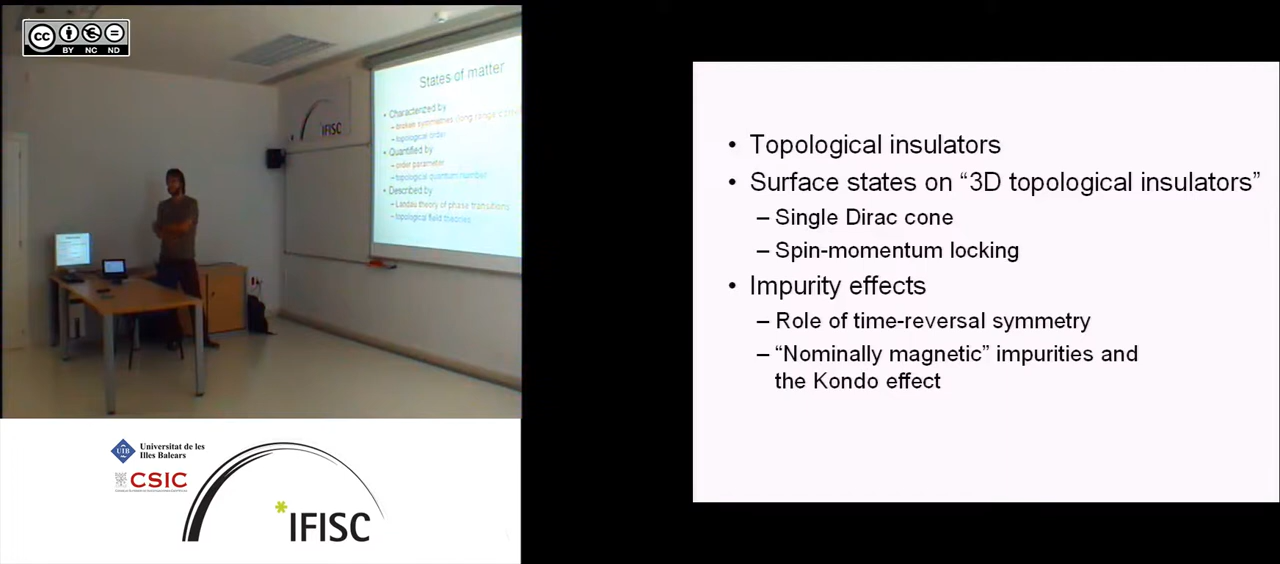 cc
BY NC ND
IFISC
States of matter
• Characterized by
– broken symmetries (long range
– topological order
• Quantified by
– order parameter
– topological quantum number
• Described by
– Landau theory of phase transitions
– topological field theories
UIB
Universitat de les
Illes Balears
CSIC
IFISC
• Topological insulators
• Surface states on “3D topological insulators”
– Single Dirac cone
– Spin-momentum locking
• Impurity effects
– Role of time-reversal symmetry
– “Nominally magnetic” impurities and
the Kondo effect